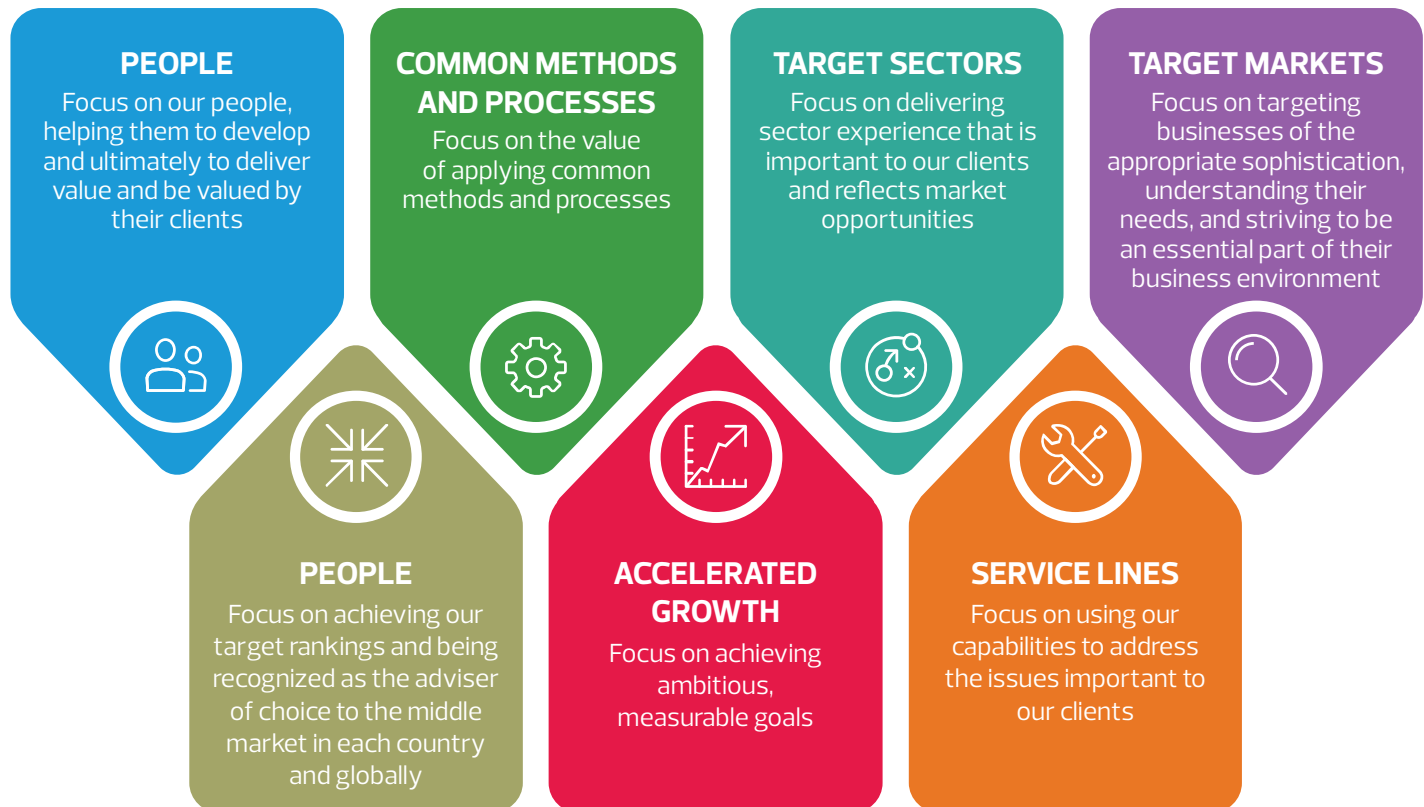 PEOPLE
Focus on our people,
helping them to develop
and ultimately to deliver
value and be valued by
their clients
COMMON METHODS
AND PROCESSES
Focus on the value
of applying common
methods and processes
TARGET SECTORS
Focus on delivering
sector experience that is
important to our clients
and reflects market
opportunities
TARGET MARKETS
Focus on targeting
businesses of the
appropriate sophistication,
understanding their
needs, and striving to be
an essential part of their
business environment
PEOPLE
Focus on achieving our
target rankings and being
recognized as the adviser
of choice to the middle
market in each country
and globally
ACCELERATED
GROWTH
Focus on achieving
ambitious,
measurable goals
SERVICE LINES
Focus on using our
capabilities to address
the issues important to
our clients